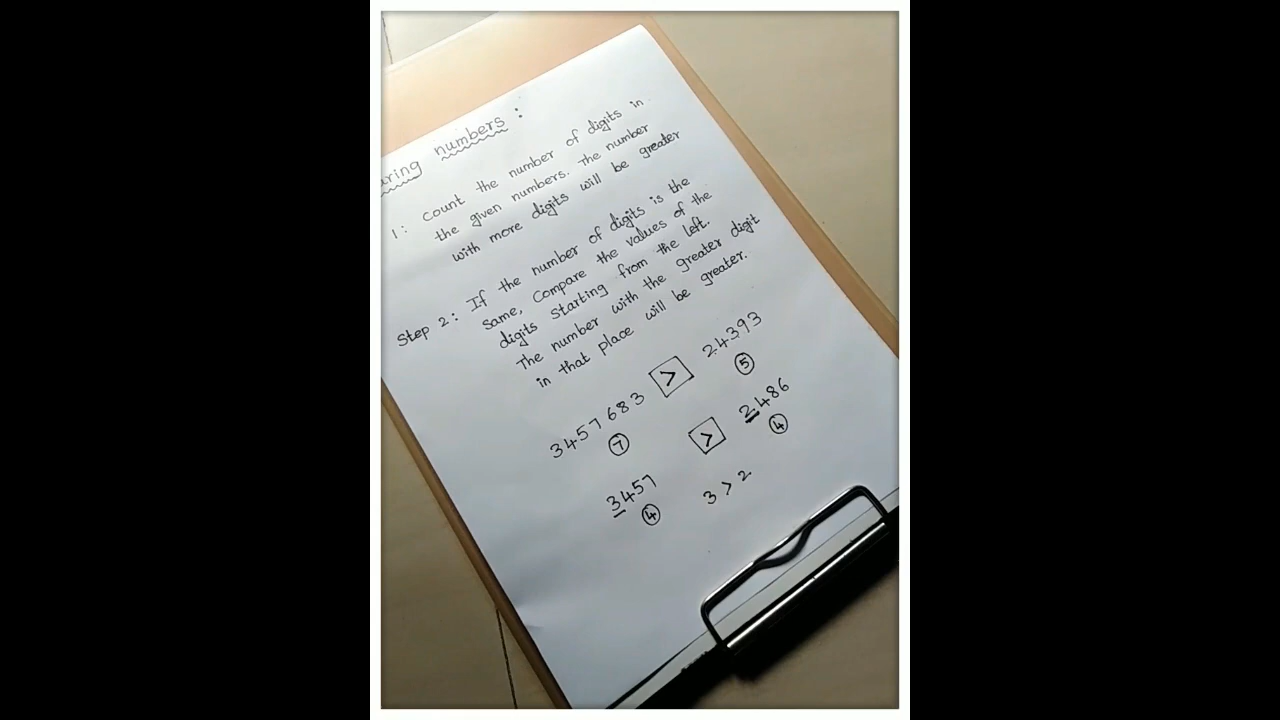 aring numbers :
1 : Count the number of digits in
the given numbers. The number
with more digits will be greater
Step 2 : If the number of digits is the
same, Compare the values of the
digits starting from the left.
The number with the greater digit
in that place will be greater.
3457683 > 24393
7 5
3457 > 2486
4 3 > 2 4